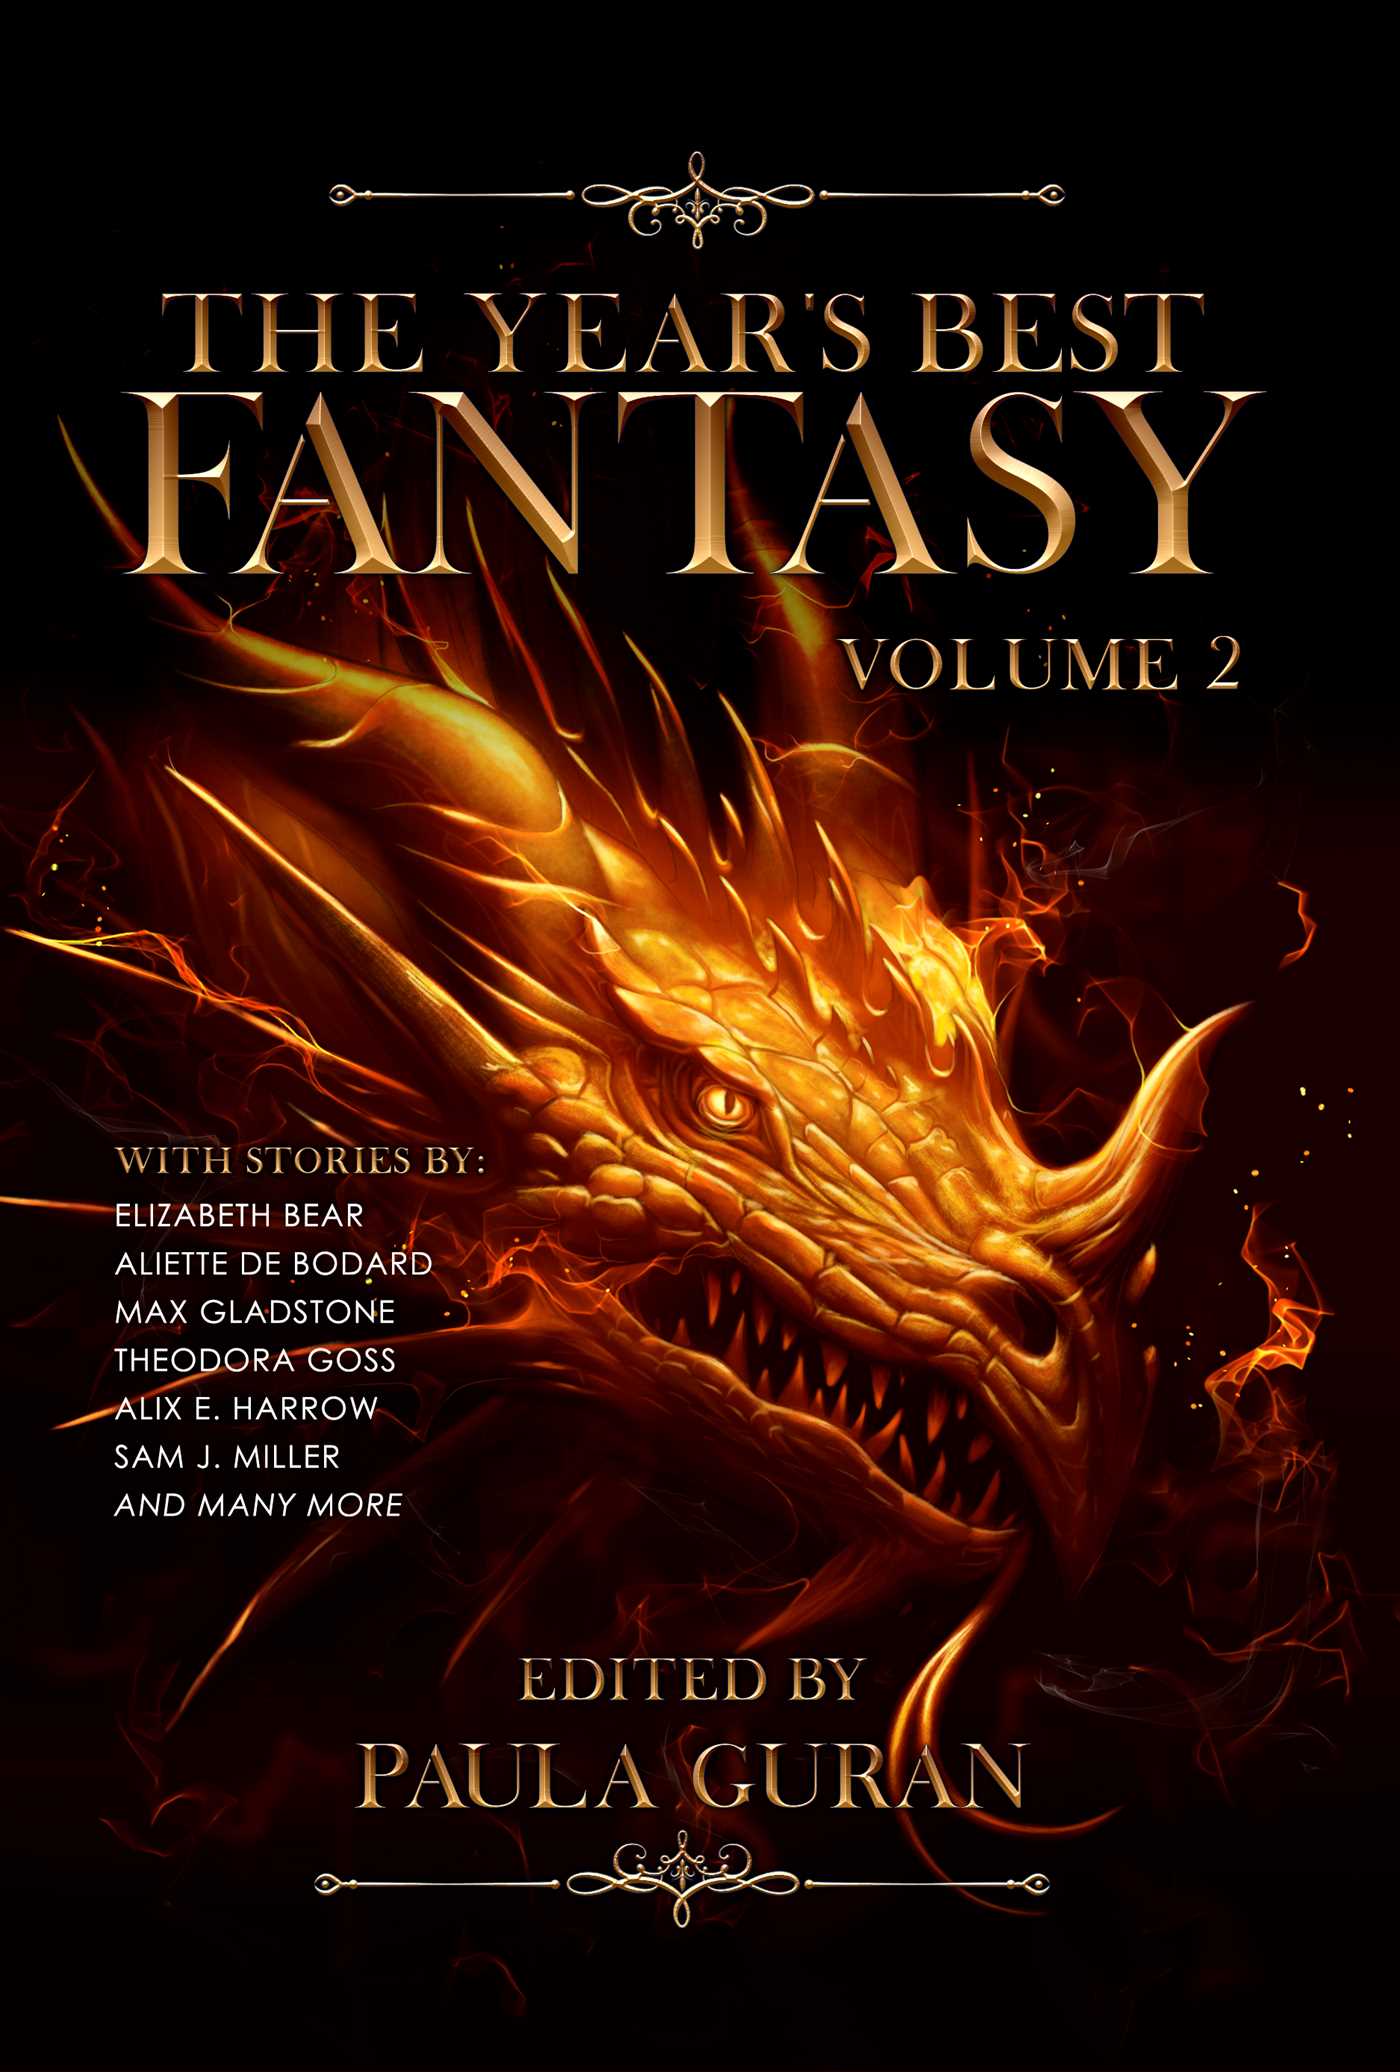 THE YEAR'S BEST
FANTASY
VOLUME 2
WITH STORIES BY:
ELIZABETH BEAR
ALIETTE DE BODARD
MAX GLADSTONE
THEODORA GOSS
ALIX E. HARROW
SAM J. MILLER
AND MANY MORE
EDITED BY
PAULA GURAN